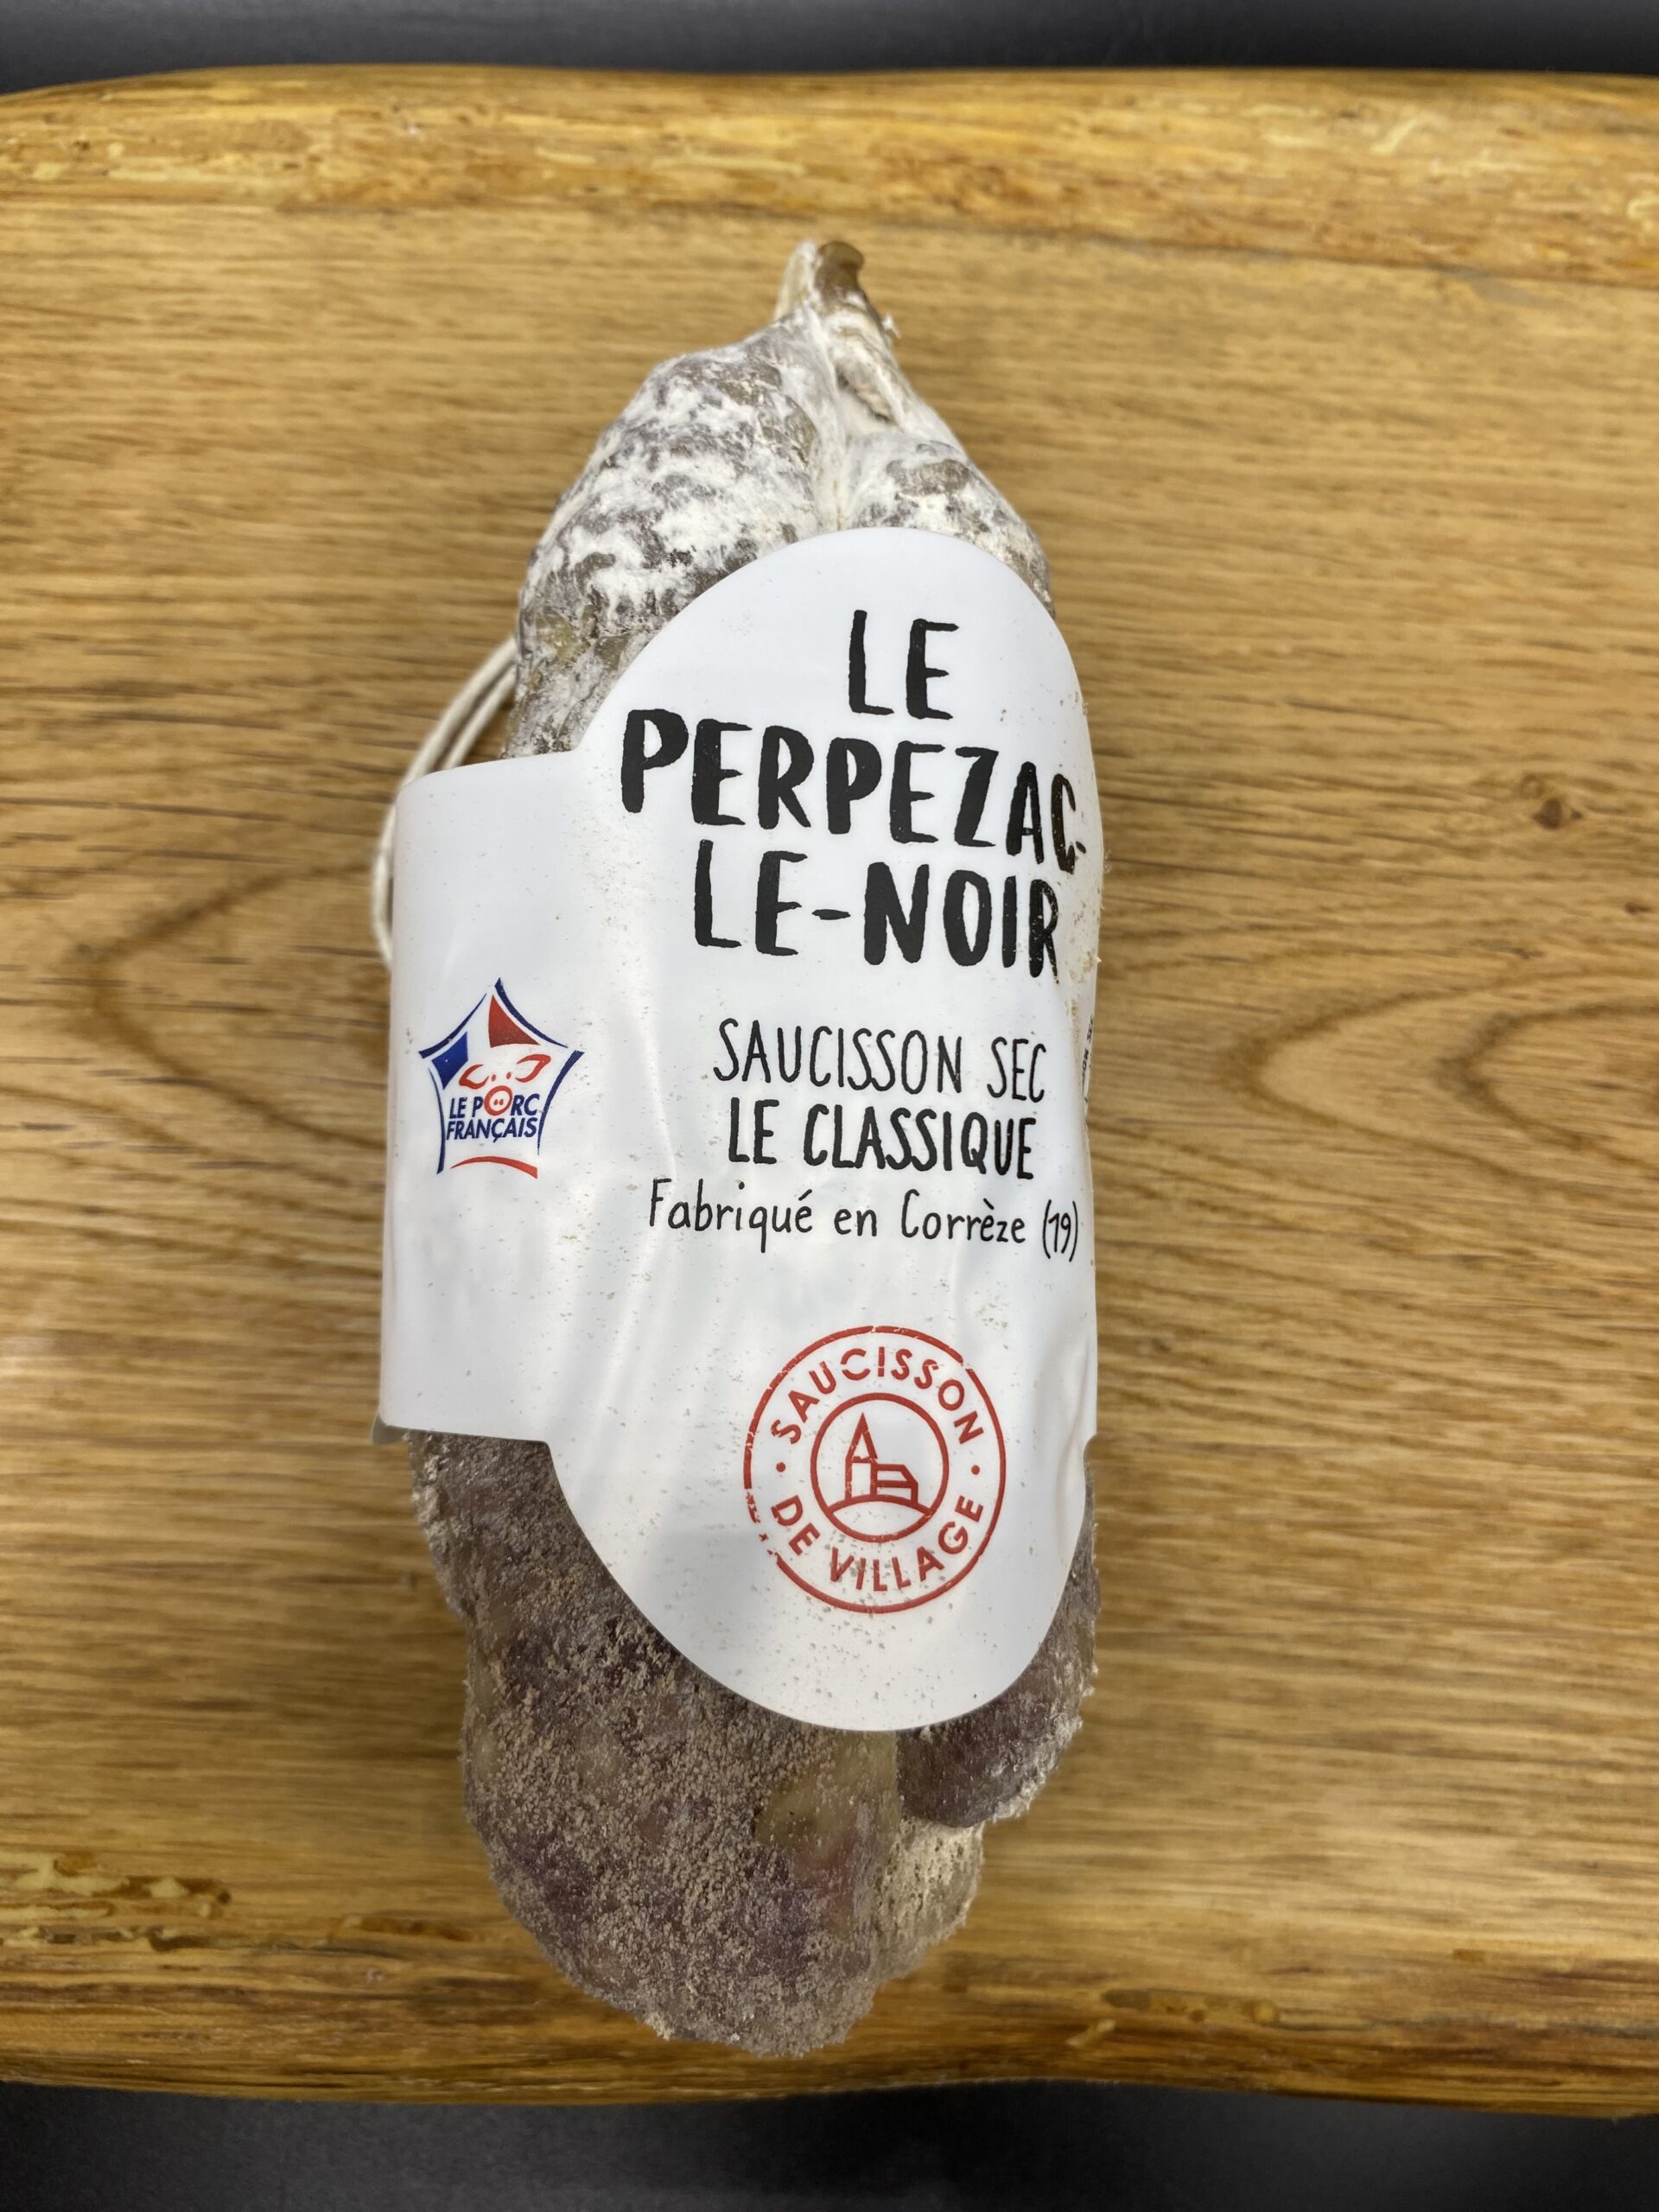 LE
PERPEZAC-
LE-NOIR
SAUCISSON SEC
LE CLASSIQUE
Fabriqué en Corrèze (19)
LE PORC
FRANÇAIS
SAUCISSON
DE VILLAGE